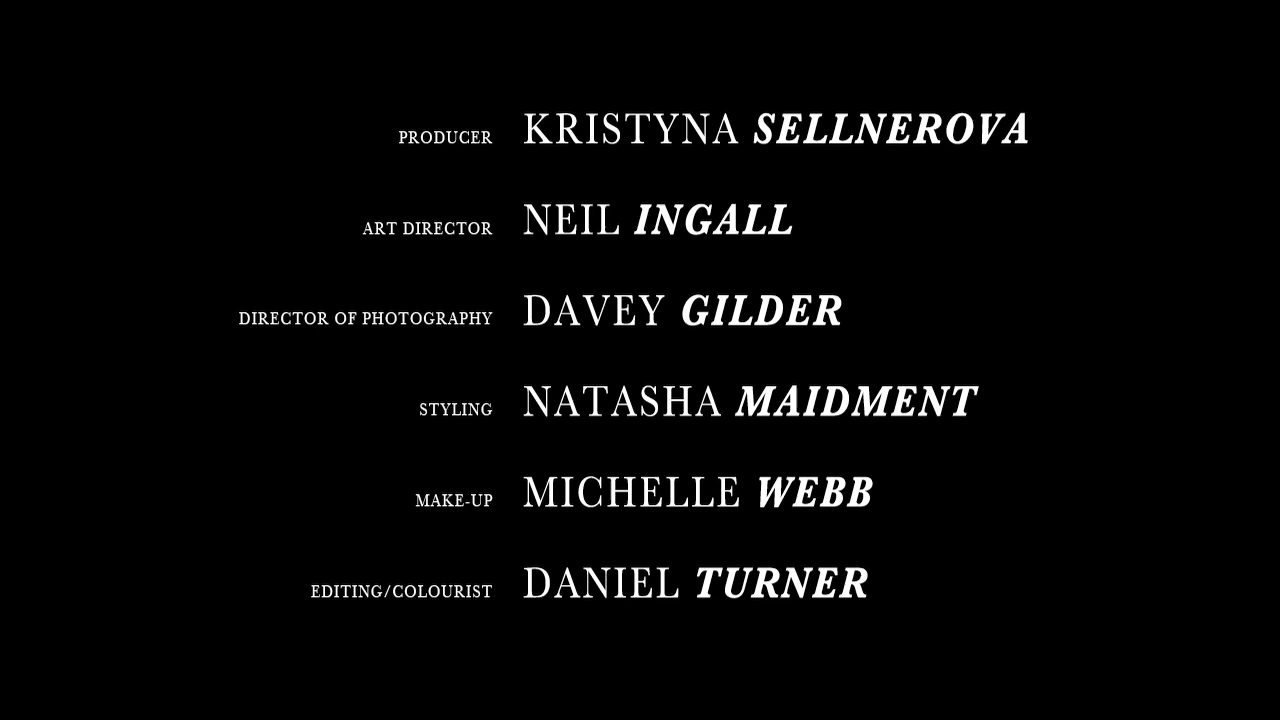 PRODUCER KRISTYNA SELLNEROVA
ART DIRECTOR NEIL INGALL
DIRECTOR OF PHOTOGRAPHY DAVEY GILDER
STYLING NATASHA MAIDMENT
MAKE-UP MICHELLE WEBB
EDITING/COLOURIST DANIEL TURNER